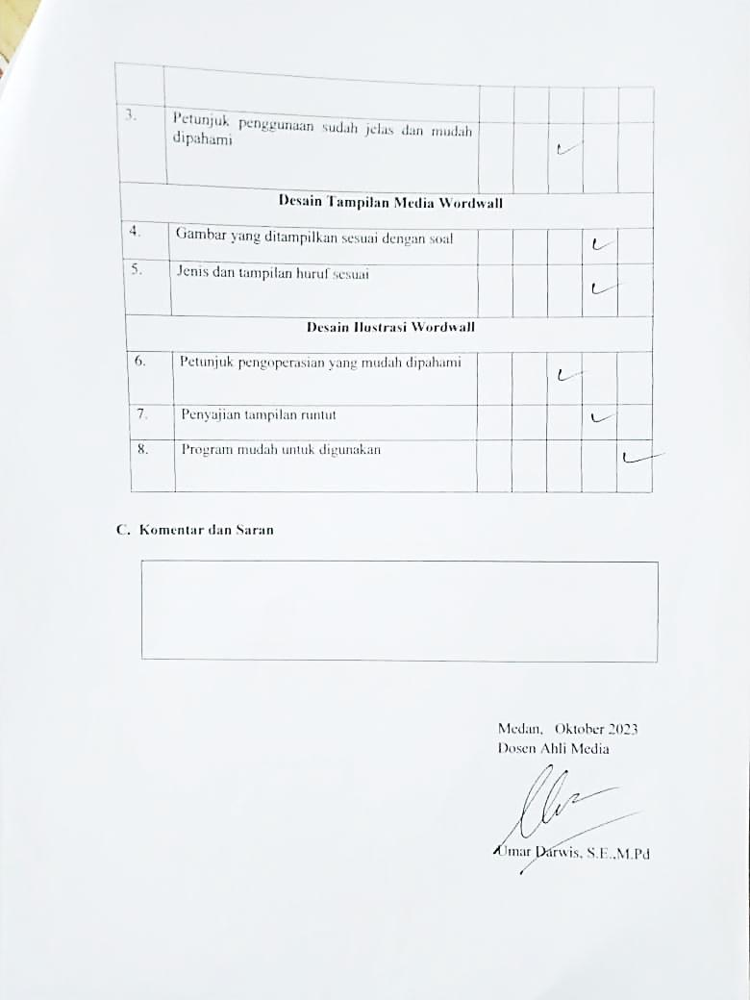 3. Petunjuk penggunaan sudah jelas dan mudah
dipahami
Desain Tampilan Media Wordwall
4. Gambar yang ditampilkan sesuai dengan soal
5. Jenis dan tampilan huruf sesuai
Desain Ilustrasi Wordwall
6. Petunjuk pengoperasian yang mudah dipahami
7. Penyajian tampilan runtut
8. Program mudah untuk digunakan
C. Komentar dan Saran
Medan, Oktober 2023
Dosen Ahli Media
Umar Darwis, S.E.,M.Pd